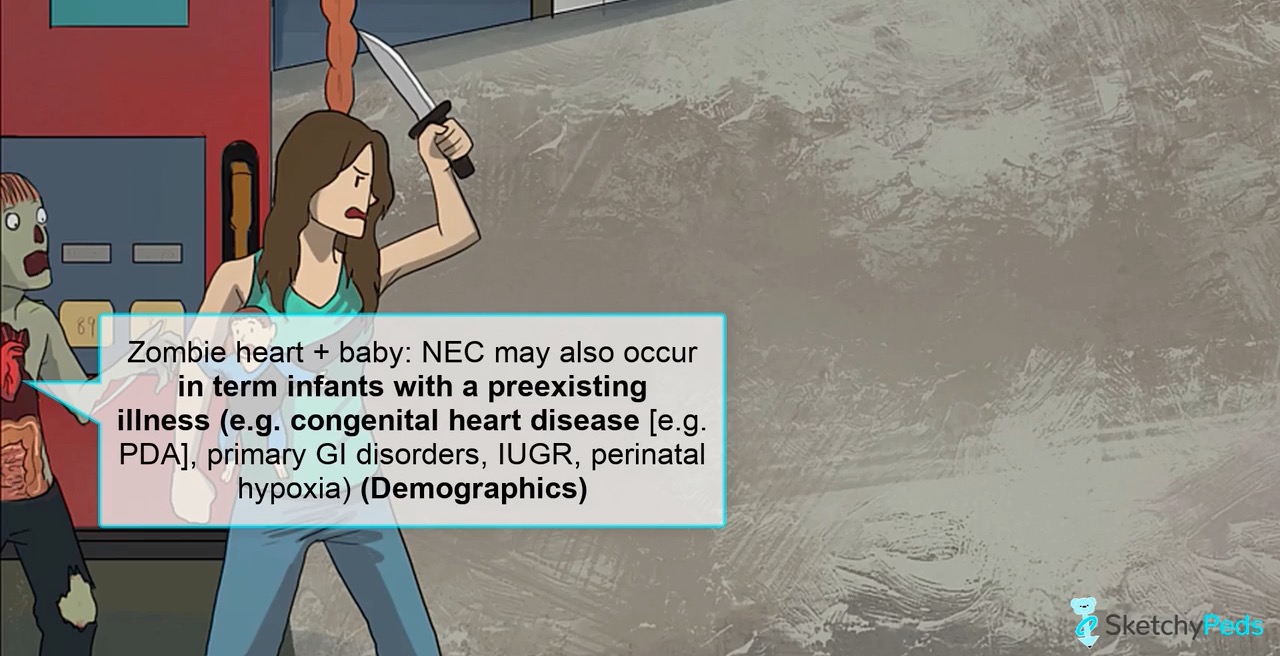 89
Zombie heart + baby: NEC may also occur
in term infants with a preexisting
illness (e.g. congenital heart disease [e.g.
PDA], primary GI disorders, IUGR, perinatal
hypoxia) (Demographics)
SketchyPeds